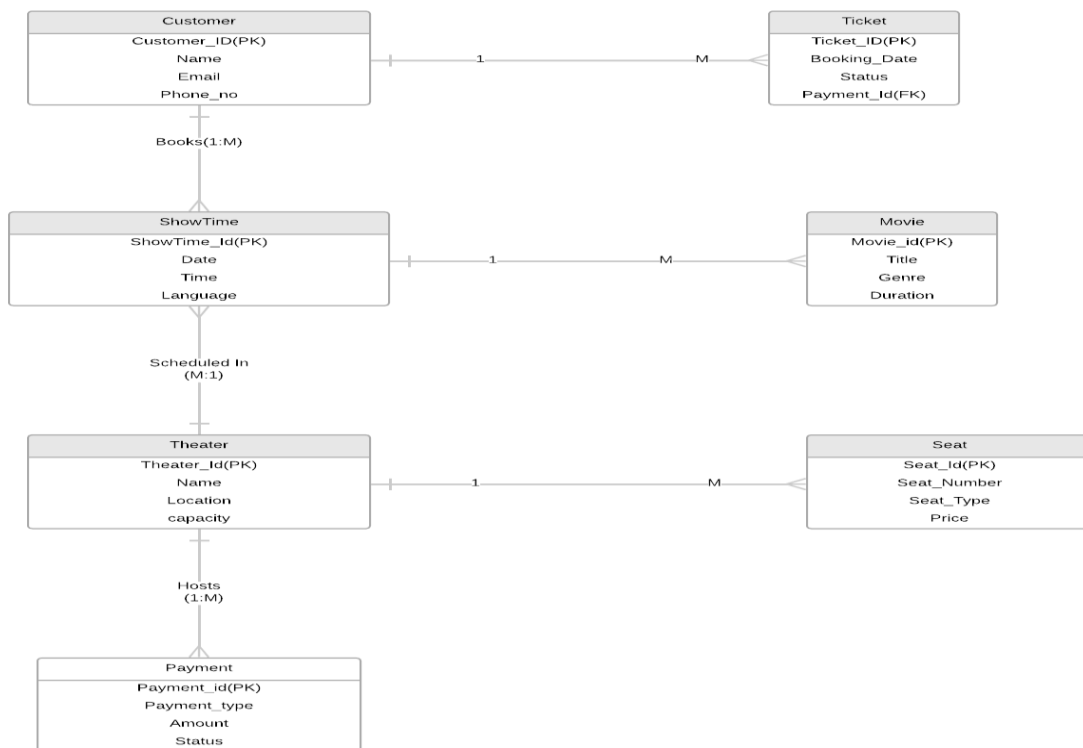 Customer
Customer_ID(PK)
Name
Email
Phone_no
1
M
Ticket
Ticket_ID(PK)
Booking_Date
Status
Payment_Id(FK)
Books(1:M)
ShowTime
ShowTime_Id(PK)
Date
Time
Language
1
M
Movie
Movie_id(PK)
Title
Genre
Duration
Scheduled In
(M:1)
Theater
Theater_Id(PK)
Name
Location
capacity
1
M
Seat
Seat_Id(PK)
Seat_Number
Seat_Type
Price
Hosts
(1:M)
Payment
Payment_id(PK)
Payment_type
Amount
Status